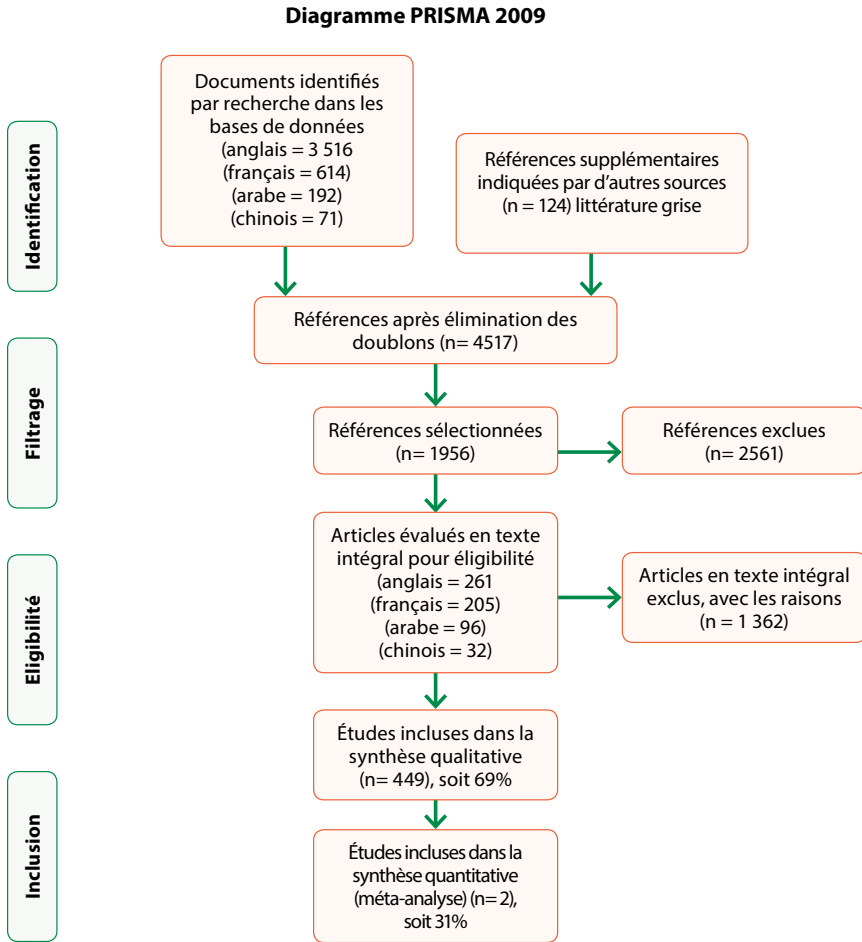 Diagramme PRISMA 2009
Identification
Documents identifiés
par recherche dans les
bases de données
(anglais = 3 516
(français = 614)
(arabe = 192)
(chinois = 71)
Références supplémentaires
indiquées par d'autres sources
(n = 124) littérature grise
Références après élimination des
doublons (n= 4517)
Filtrage
Références sélectionnées
(n= 1956)
Références exclues
(n= 2561)
Eligibilité
Articles évalués en texte
intégral pour éligibilité
(anglais = 261
(français = 205)
(arabe = 96)
(chinois = 32)
Articles en texte intégral
exclus, avec les raisons
(n = 1 362)
Inclusion
Études incluses dans la
synthèse qualitative
(n= 449), soit 69%
Études incluses dans la
synthèse quantitative
(méta-analyse) (n= 2),
soit 31%